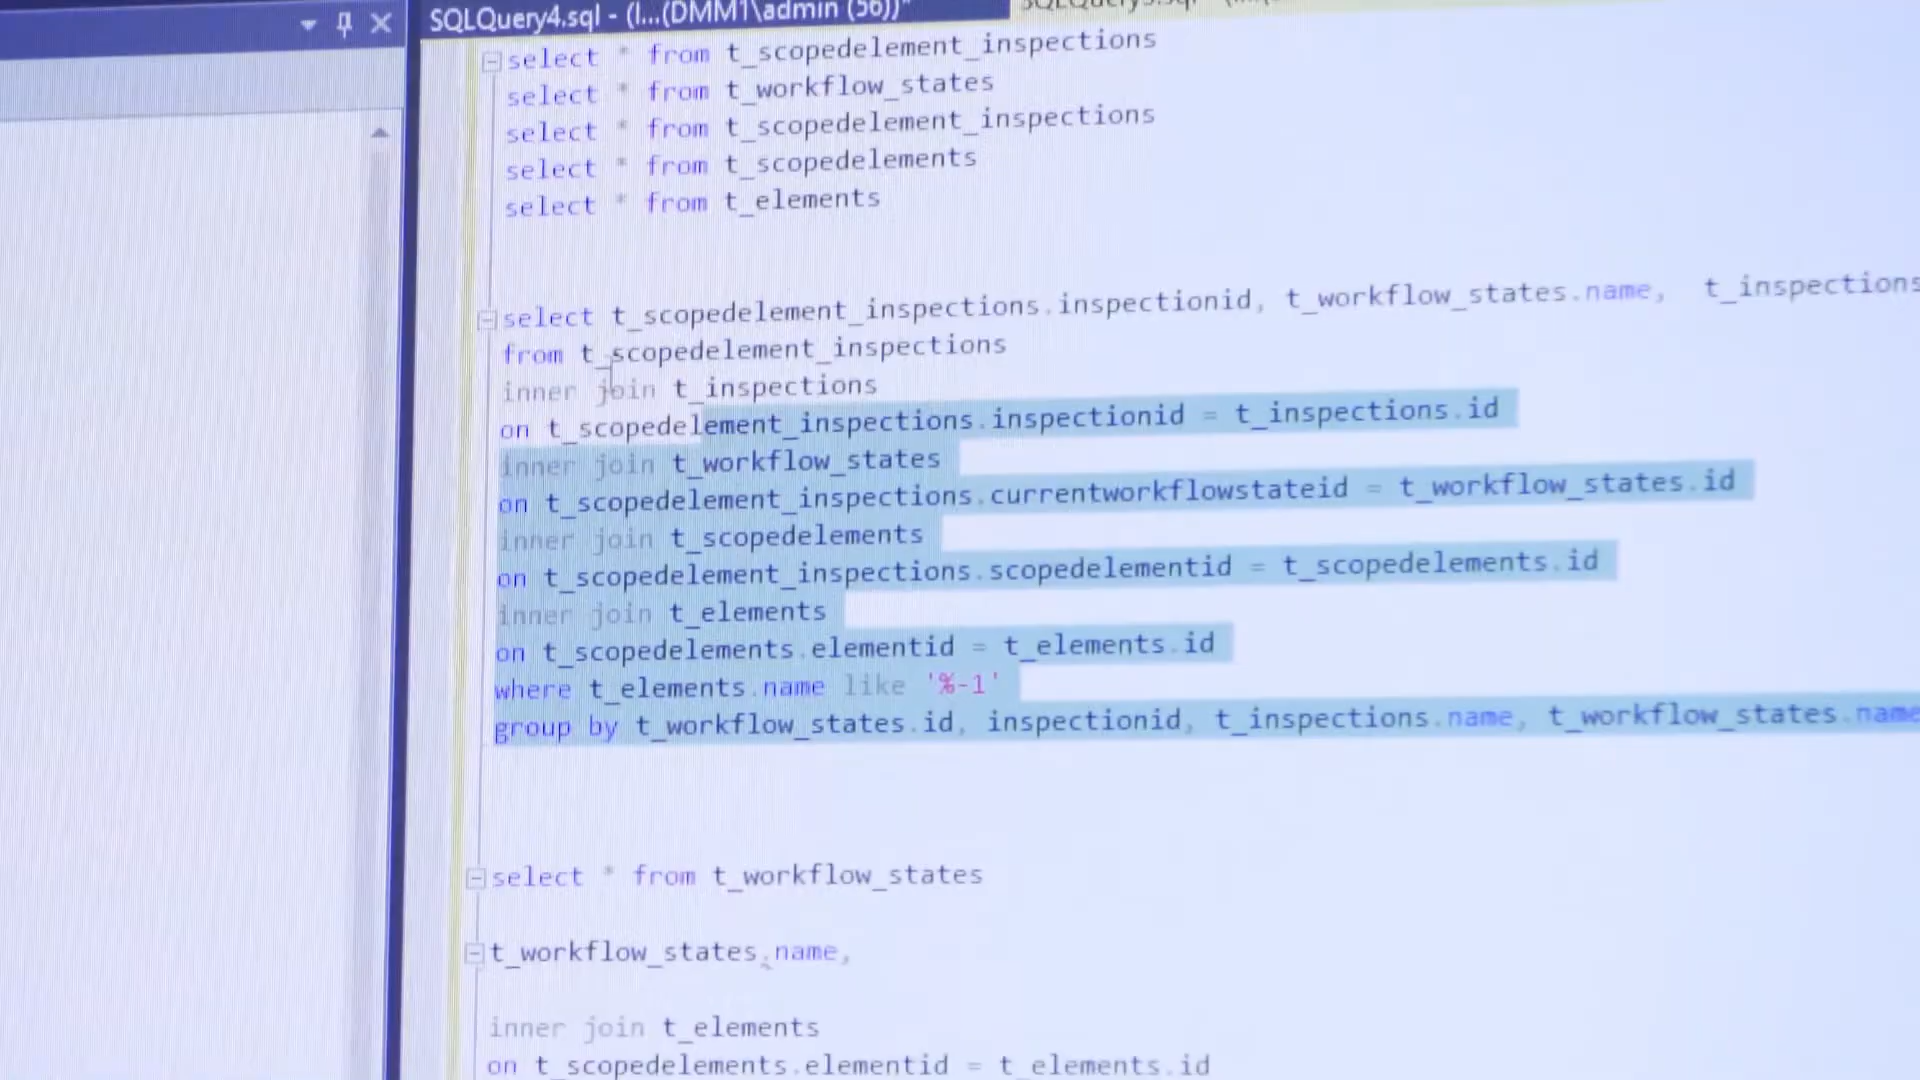 SQLQuery4.sql - (l...(DMM1\admin (56))*
select * from t_scopedelement_inspections
select * from t_workflow_states
select * from t_scopedelement_inspections
select * from t_scopedelements
select * from t_elements
select t_scopedelement_inspections.inspectionid, t_workflow_states.name, t_inspections
from t_scopedelement_inspections
inner join t_inspections
on t_scopedelement_inspections.inspectionid = t_inspections.id
inner join t_workflow_states
on t_scopedelement_inspections.currentworkflowstateid = t_workflow_states.id
inner join t_scopedelements
on t_scopedelement_inspections.scopedelementid = t_scopedelements.id
inner join t_elements
on t_scopedelements.elementid = t_elements.id
where t_elements.name like '%-1'
group by t_workflow_states.id, inspectionid, t_inspections.name, t_workflow_states.name
select * from t_workflow_states
t_workflow_states.name,
inner join t_elements
on t_scopedelements.elementid = t_elements.id